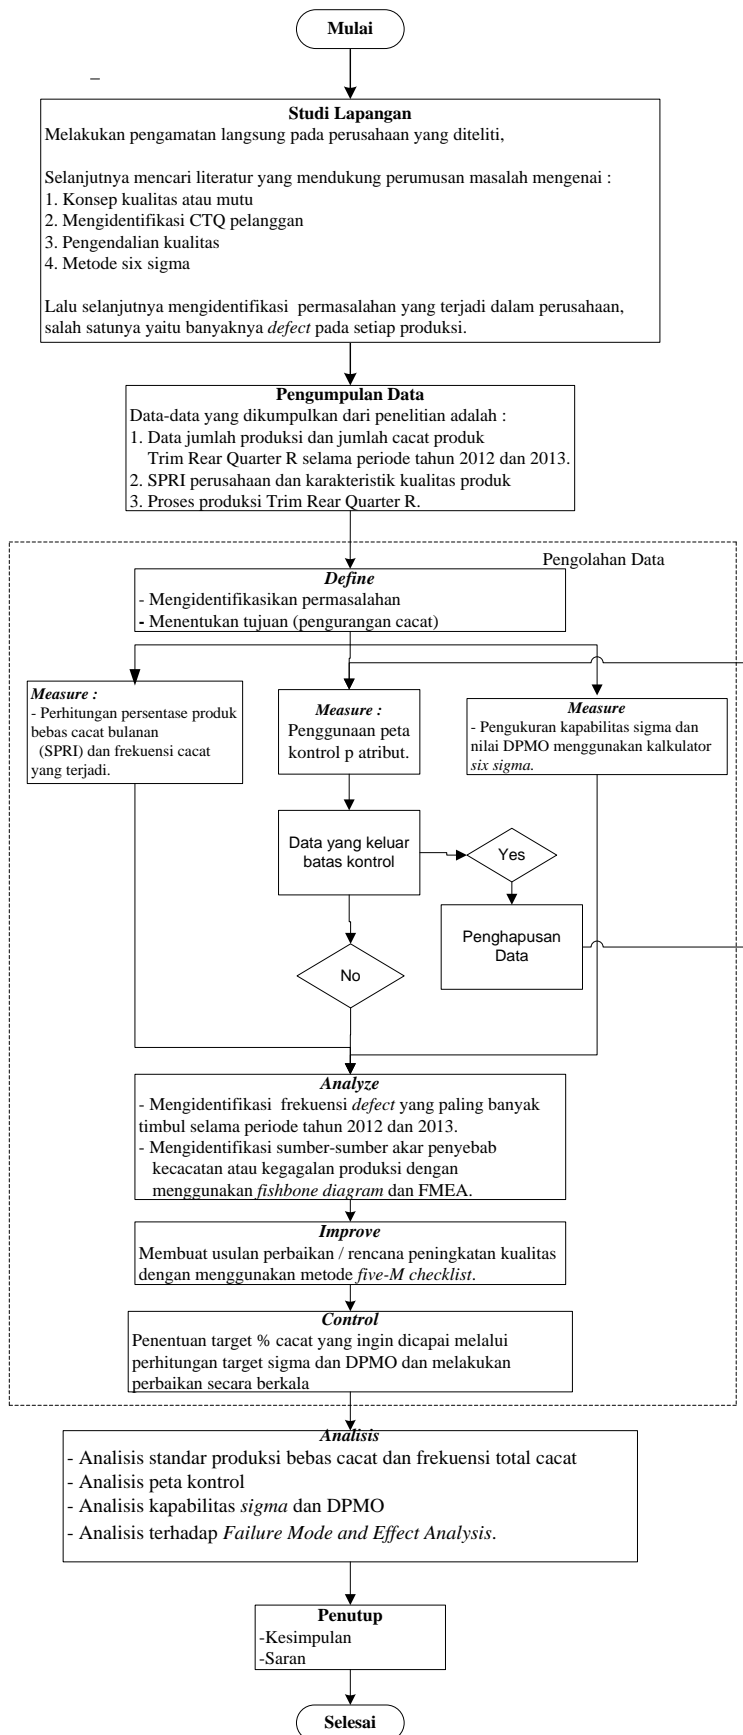 Mulai
Studi Lapangan
Melakukan pengamatan langsung pada perusahaan yang diteliti,
Selanjutnya mencari literatur yang mendukung perumusan masalah mengenai :
1. Konsep kualitas atau mutu
2. Mengidentifikasi CTQ pelanggan
3. Pengendalian kualitas
4. Metode six sigma
Lalu selanjutnya mengidentifikasi permasalahan yang terjadi dalam perusahaan,
salah satunya yaitu banyaknya defect pada setiap produksi.
Pengumpulan Data
Data-data yang dikumpulkan dari penelitian adalah :
1. Data jumlah produksi dan jumlah cacat produk
Trim Rear Quarter R selama periode tahun 2012 dan 2013.
2. SPRI perusahaan dan karakteristik kualitas produk
3. Proses produksi Trim Rear Quarter R.
Pengolahan Data
Define
- Mengidentifikasikan permasalahan
- Menentukan tujuan (pengurangan cacat)
Measure :
- Perhitungan persentase produk
bebas cacat bulanan
(SPRI) dan frekuensi cacat
yang terjadi.
Measure :
Penggunaan peta
kontrol p atribut.
Measure
- Pengukuran kapabilitas sigma dan
nilai DPMO menggunakan kalkulator
six sigma.
Data yang keluar
batas kontrol
Yes
Penghapusan
Data
No
Analyze
- Mengidentifikasi frekuensi defect yang paling banyak
timbul selama periode tahun 2012 dan 2013.
- Mengidentifikasi sumber-sumber akar penyebab
kecacatan atau kegagalan produksi dengan
menggunakan fishbone diagram dan FMEA.
Improve
Membuat usulan perbaikan / rencana peningkatan kualitas
dengan menggunakan metode five-M checklist.
Control
Penentuan target % cacat yang ingin dicapai melalui
perhitungan target sigma dan DPMO dan melakukan
perbaikan secara berkala
Analisis
- Analisis standar produksi bebas cacat dan frekuensi total cacat
- Analisis peta kontrol
- Analisis kapabilitas sigma dan DPMO
- Analisis terhadap Failure Mode and Effect Analysis.
Penutup
-Kesimpulan
-Saran
Selesai